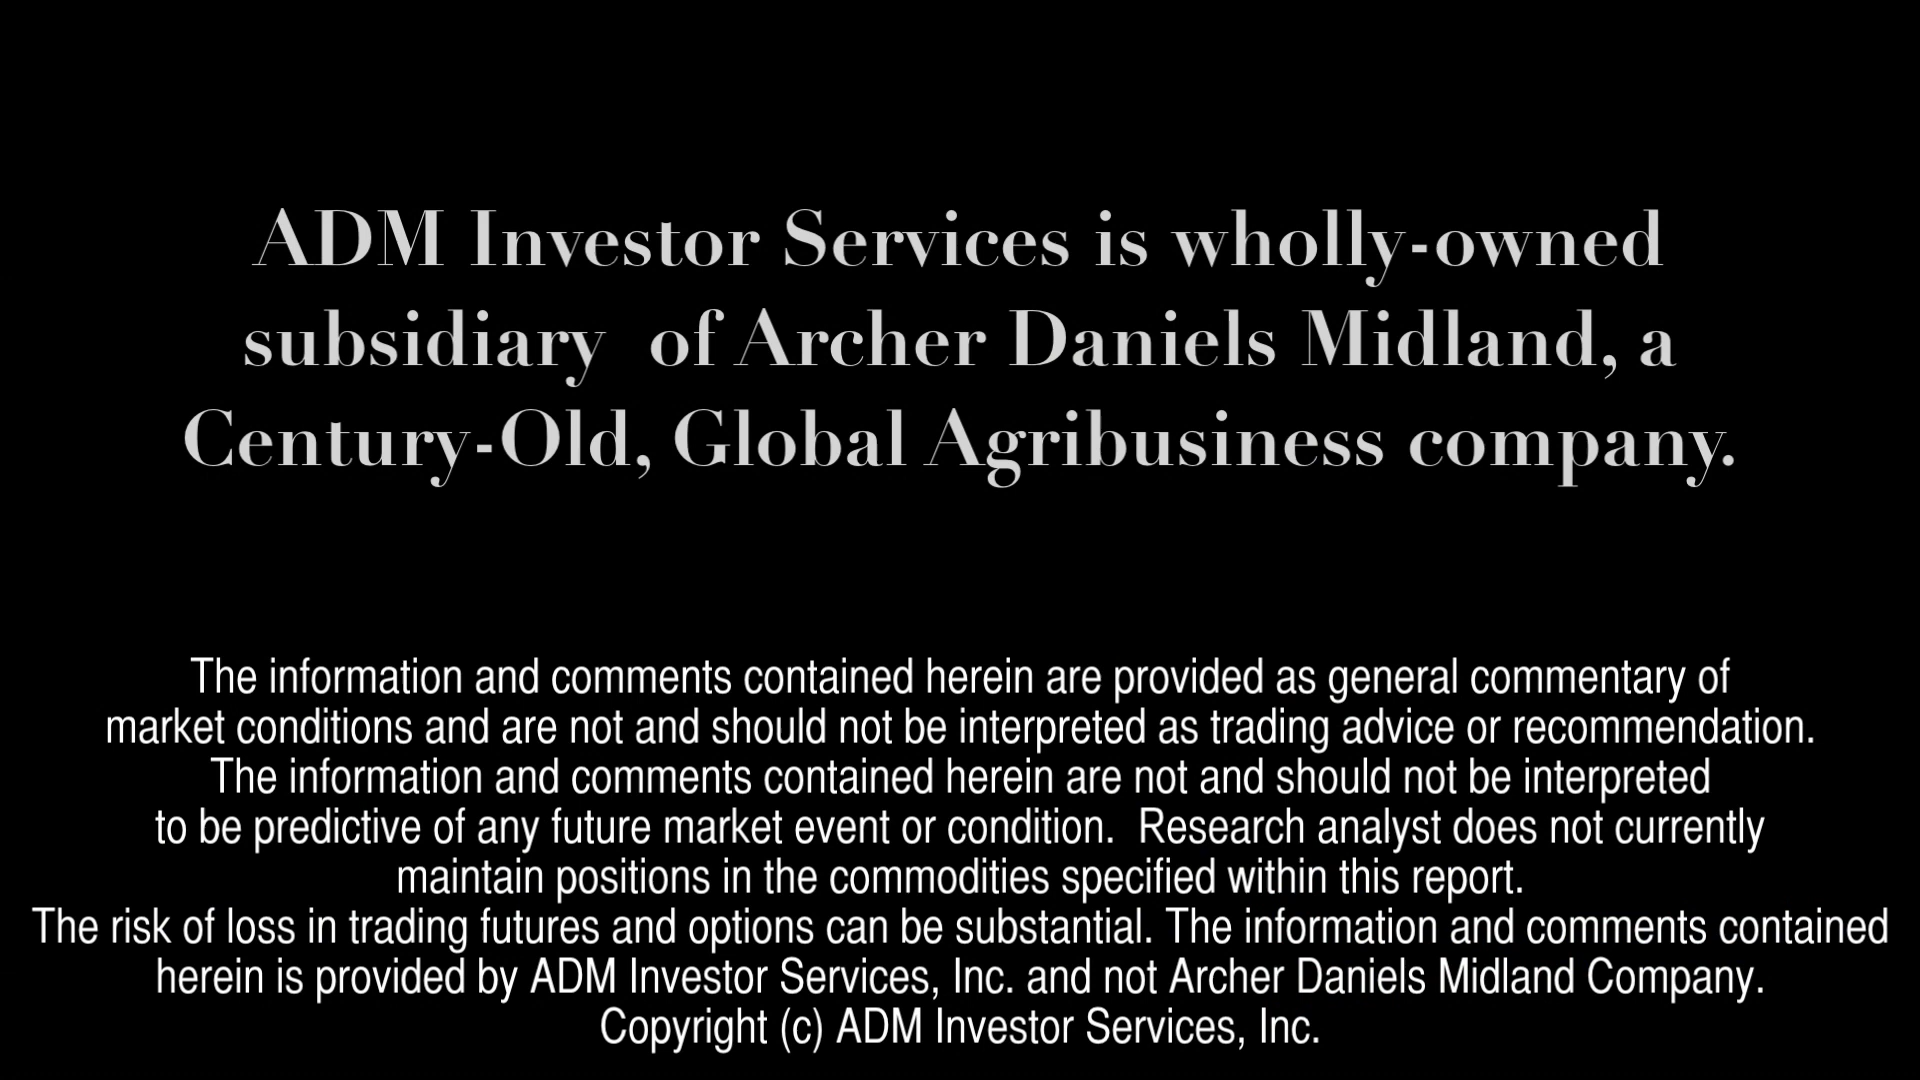 ADM Investor Services is wholly-owned
subsidiary  of Archer Daniels Midland, a
Century-Old, Global Agribusiness company.
The information and comments contained herein are provided as general commentary of
market conditions and are not and should not be interpreted as trading advice or recommendation.
The information and comments contained herein are not and should not be interpreted
to be predictive of any future market event or condition.  Research analyst does not currently
maintain positions in the commodities specified within this report.
The risk of loss in trading futures and options can be substantial. The information and comments contained
herein is provided by ADM Investor Services, Inc. and not Archer Daniels Midland Company.
Copyright (c) ADM Investor Services, Inc.